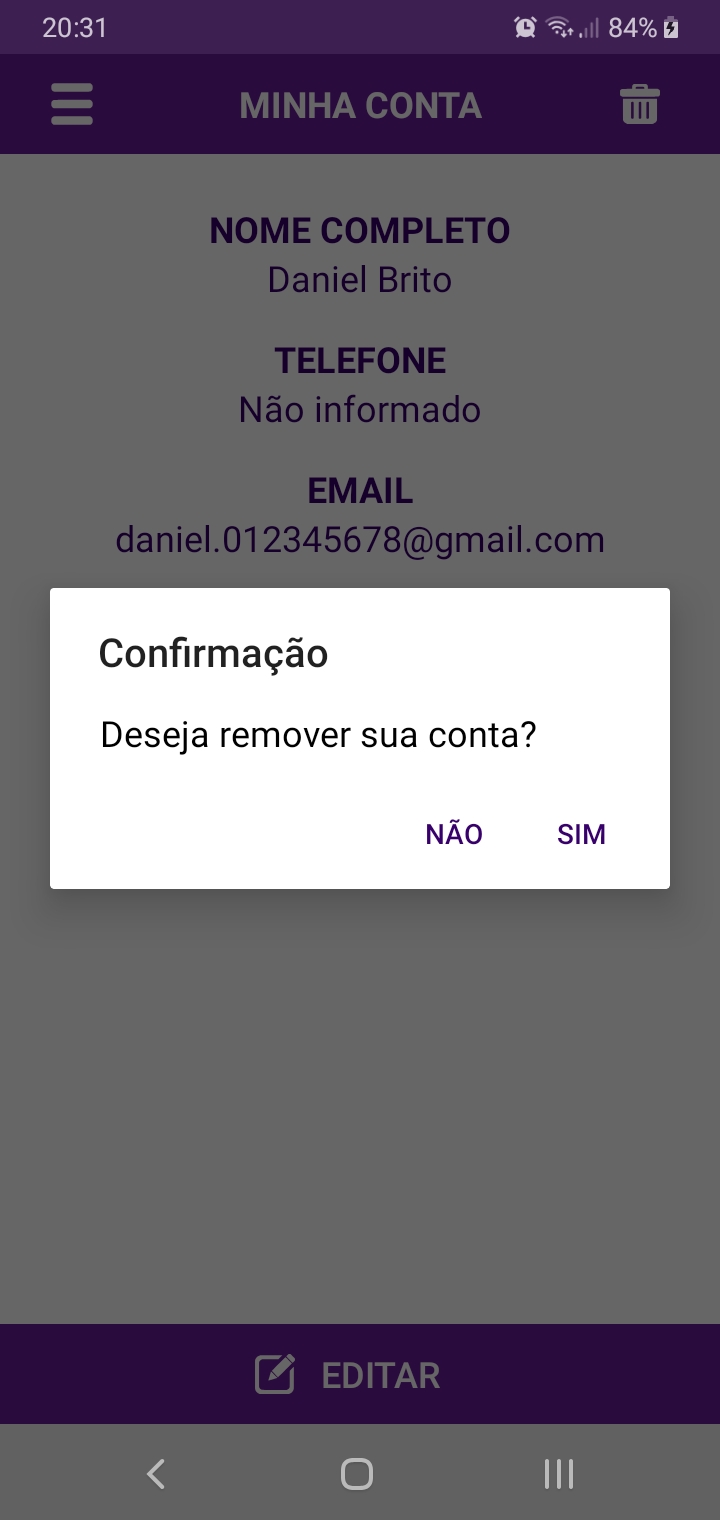 20:31
84%
MINHA CONTA
NOME COMPLETO
Daniel Brito
TELEFONE
Não informado
EMAIL
daniel.012345678@gmail.com
Confirmação
Deseja remover sua conta?
NÃO SIM
EDITAR